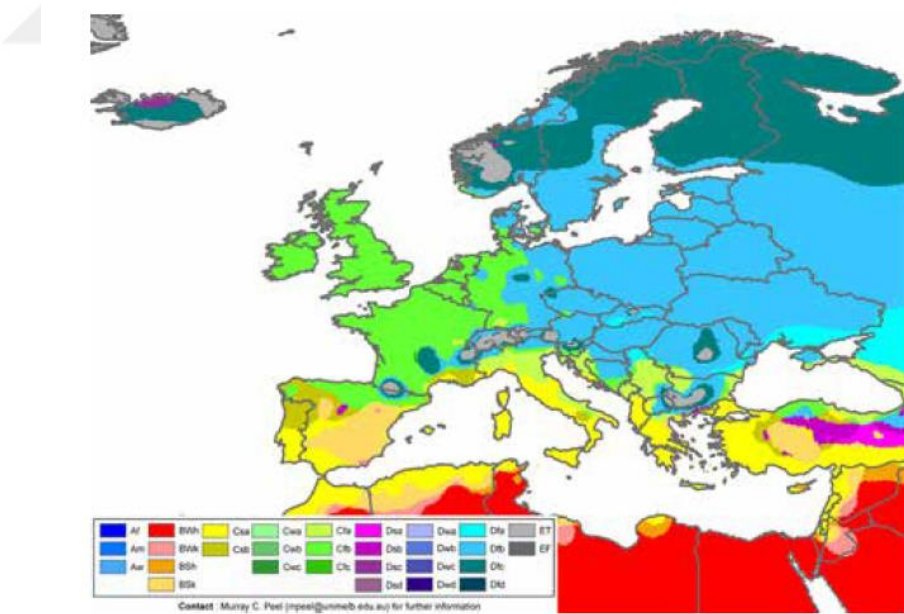 Af BWh Csa Cwa Cfa Dsa Dwa Dfa ET
Am BWk Csb Cwb Cfb Dsb Dwb Dfb EF
Aw BSh Cwc Cfc Dsc Dwc Dfc
BSk Dsd Dwd Dfd
Contact : Murray C. Peel (mpeel@unimelb.edu.au) for further information